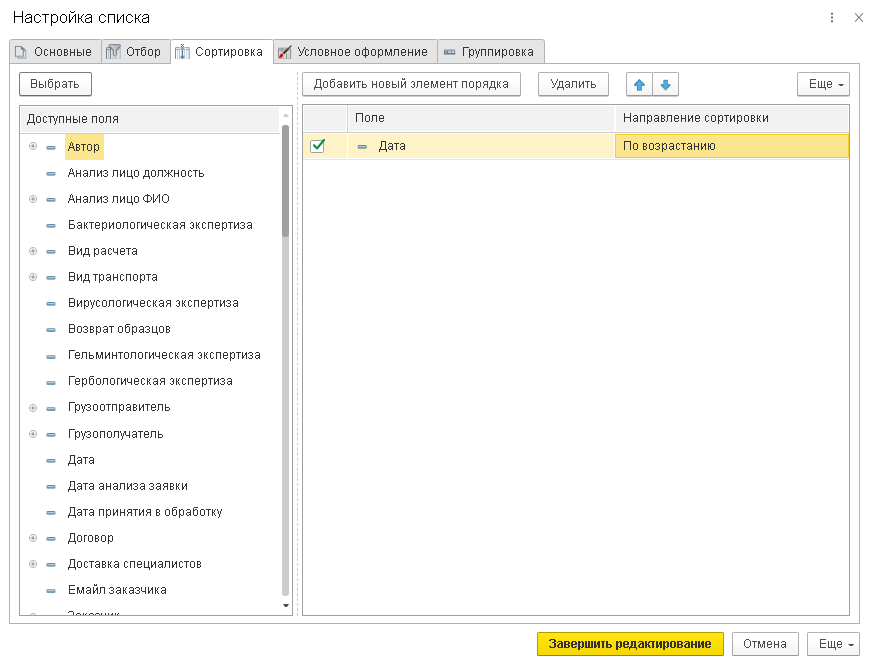 Настройка списка
Основные Отбор Сортировка Условное оформление Группировка
Выбрать
Добавить новый элемент порядка Удалить Еще
Доступные поля
Автор
Анализ лицо должность
Анализ лицо ФИО
Бактериологическая экспертиза
Вид расчета
Вид транспорта
Вирусологическая экспертиза
Возврат образцов
Гельминтологическая экспертиза
Гербологическая экспертиза
Грузоотправитель
Грузополучатель
Дата
Дата анализа заявки
Дата принятия в обработку
Договор
Доставка специалистов
Емайл заказчика
Заказчик
Поле Направление сортировки
Дата По возрастанию
Завершить редактирование Отмена Еще